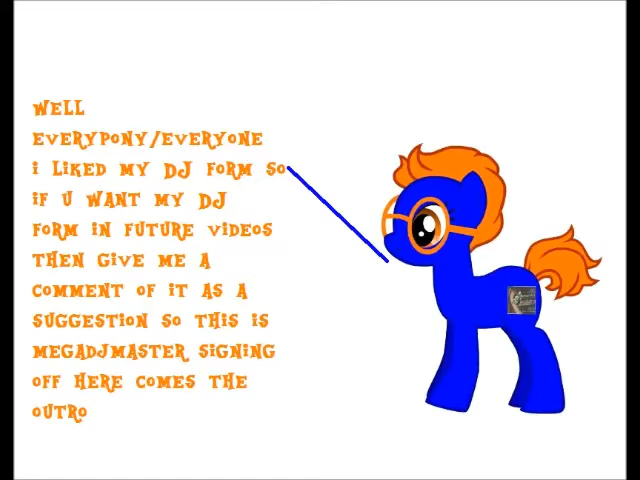 WELL
EVERYPONY/EVERYONE
i LIKED MY DJ FORM SO
iF U WANT MY DJ
FORM IN FUTURE VIDEOS
THEN GIVE ME A
COMMENT OF IT AS A
SUGGESTION SO THIS IS
MEGADJMASTER SIGNING
OFF HERE COMES THE
OUTRO